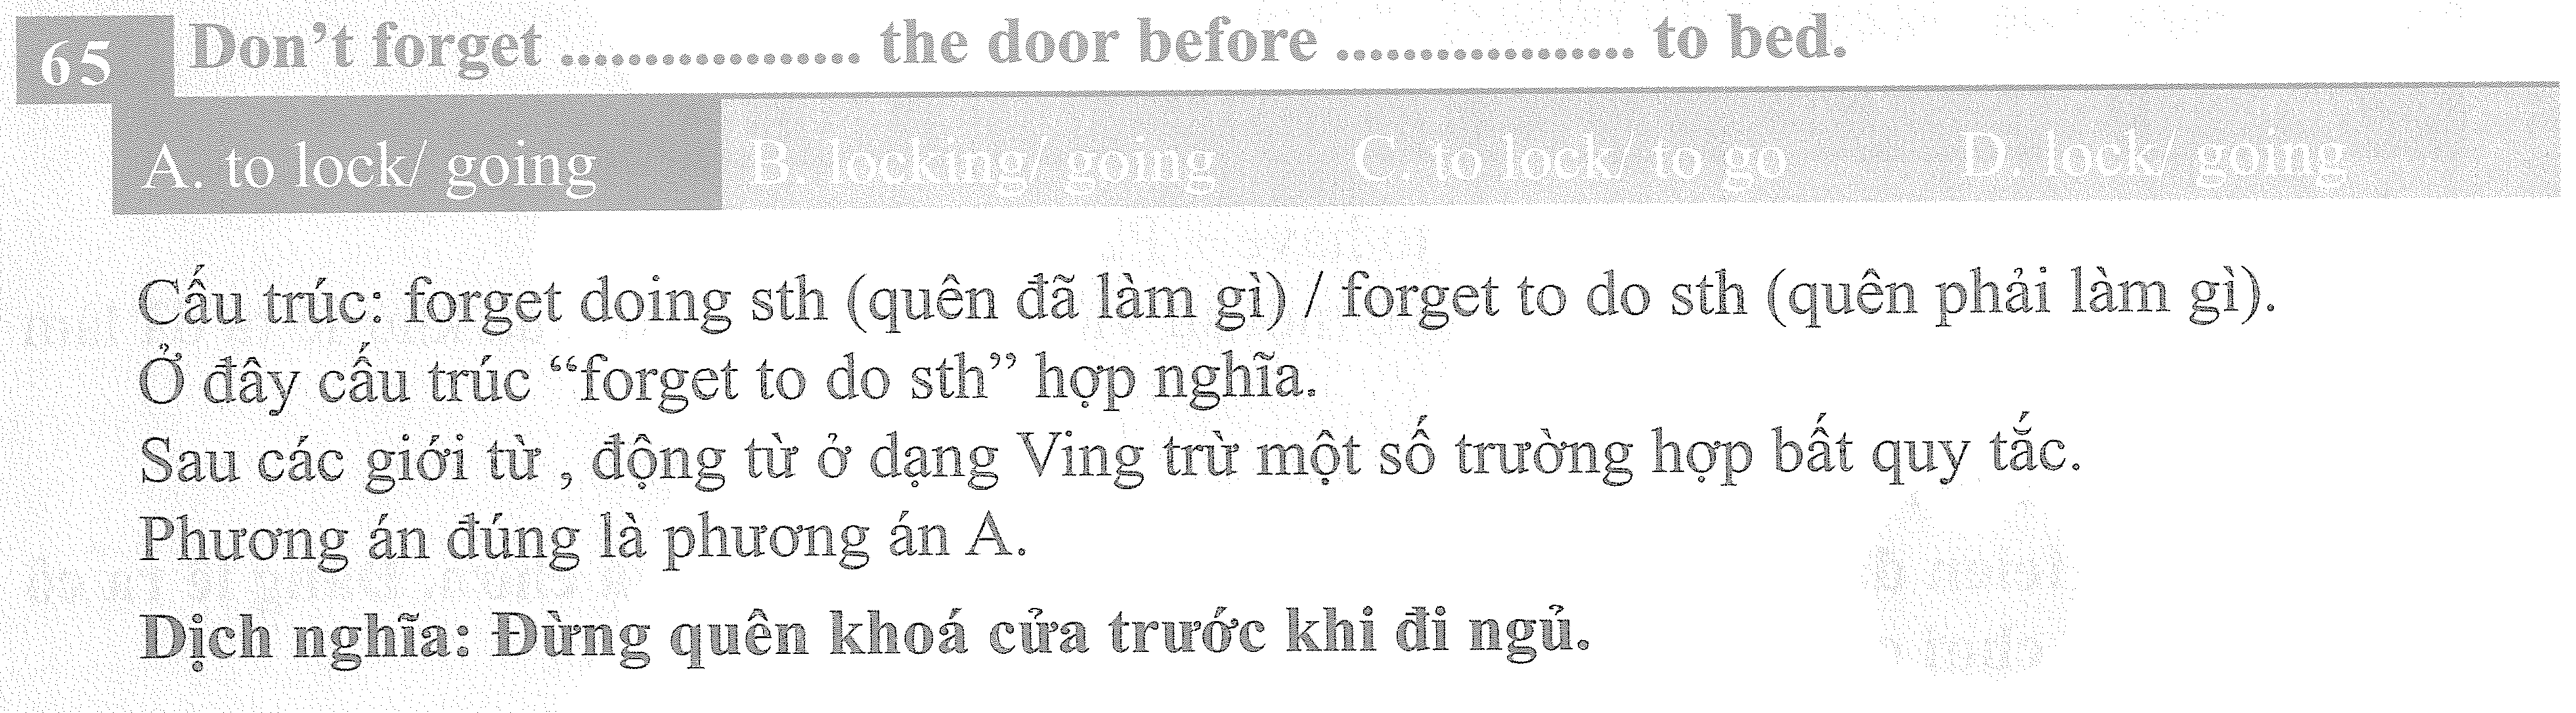 65 Don't forget .................. the door before .................. to bed.
A. to lock/ going B. locking/ going C. to lock/ to go D. lock/ going
Cấu trúc: forget doing sth (quên đã làm gì) / forget to do sth (quên phải làm gì).
Ở đây cấu trúc “forget to do sth” hợp nghĩa.
Sau các giới từ , động từ ở dạng Ving trừ một số trường hợp bất quy tắc.
Phương án đúng là phương án A.
Dịch nghĩa: Đừng quên khoá cửa trước khi đi ngủ.